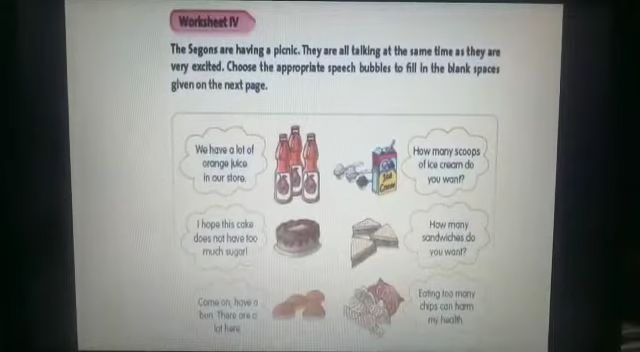 Worksheet IV
The Segons are having a picnic. They are all talking at the same time as they are
very excited. Choose the appropriate speech bubbles to fill in the blank spaces
given on the next page.
We have a lot of
orange juice
in our store.
How many scoops
of ice cream do
you want?
Ice
Cream
I hope this cake
does not have too
much sugar!
How many
sandwiches do
you want?
Come on, have a
bun. There are a
lot here.
Eating too many
chips can harm
my health.